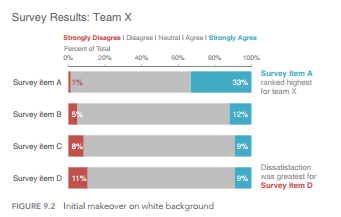 Survey Results: Team X
Strongly Disagree | Disagree | Neutral | Agree | Strongly Agree
Percent of Total
0% 20% 40% 60% 80% 100%
Survey item A 1% 33%
Survey item A
ranked highest
for team X
Survey item B 5% 12%
Survey item C 8% 9%
Survey item D 11% 9%
Dissatisfaction
was greatest for
Survey item D
FIGURE 9.2 Initial makeover on white background